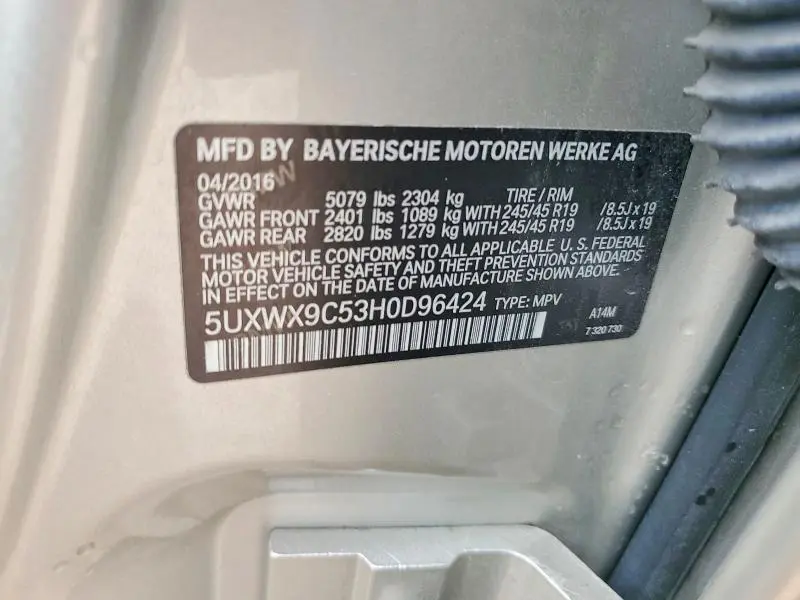 MFD BY BAYERISCHE MOTOREN WERKE AG
04/2016
GVWR 5079 lbs 2304 kg TIRE / RIM
GAWR FRONT 2401 lbs 1089 kg WITH 245/45 R19 /8.5J x 19
GAWR REAR 2820 lbs 1279 kg WITH 245/45 R19 /8.5J x 19
THIS VEHICLE CONFORMS TO ALL APPLICABLE U. S. FEDERAL
MOTOR VEHICLE SAFETY AND THEFT PREVENTION STANDARDS
IN EFFECT ON THE DATE OF MANUFACTURE SHOWN ABOVE.
5UXWX9C53H0D96424 TYPE: MPV
A14M
7 320 730